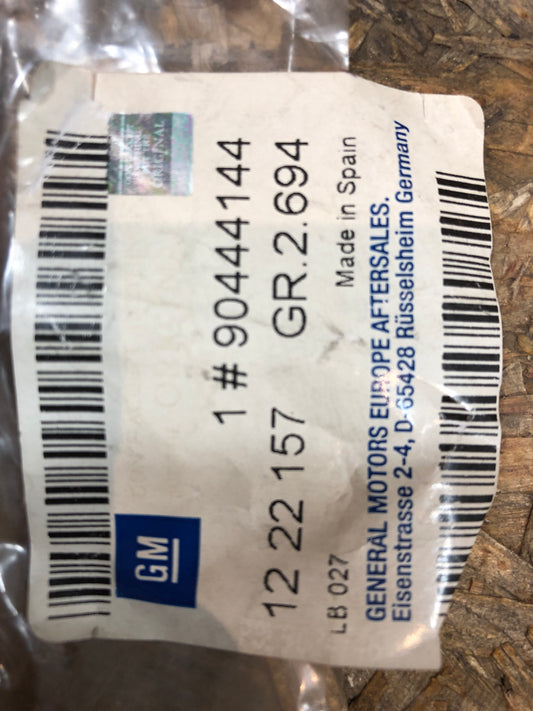 1 # 90444144
12 22 157 GR.2.694
LB 027 Made in Spain
GENERAL MOTORS EUROPE AFTERSALES.
Eisenstrasse 2-4, D-65428 Rüsselsheim Germany
GM
ORIGINAL